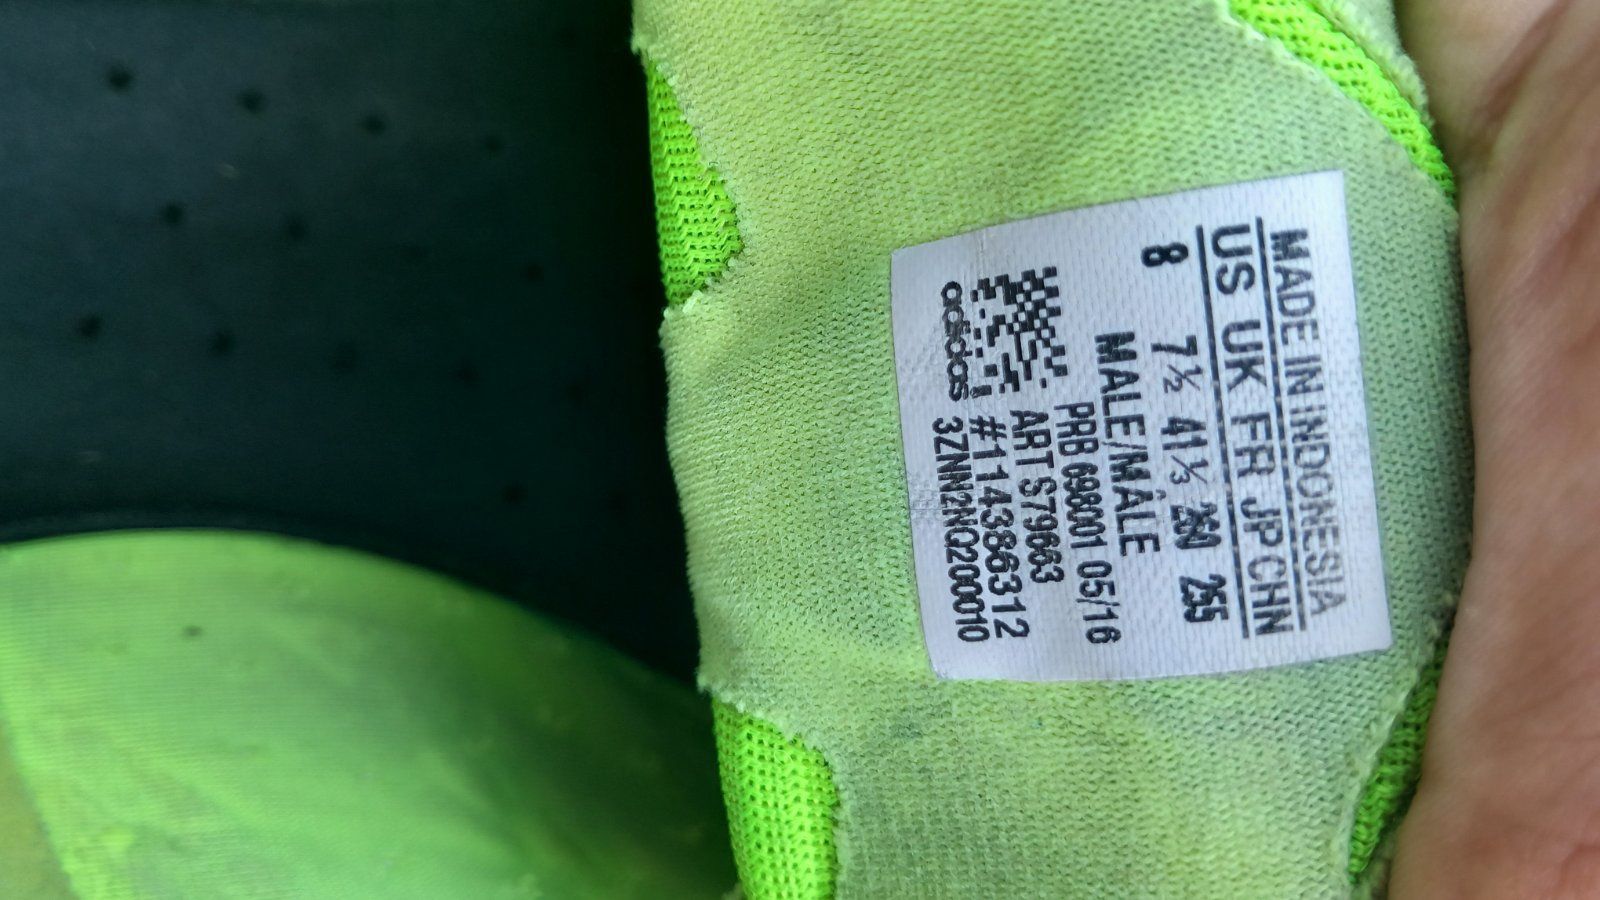 MADE IN INDONESIA
US UK FR JP CHN
8 7½ 41⅓ 260 255
MALE/MÂLE
PRB 698001 05/16
ART S79663
#114386312
adidas 3ZNN2NQ200010